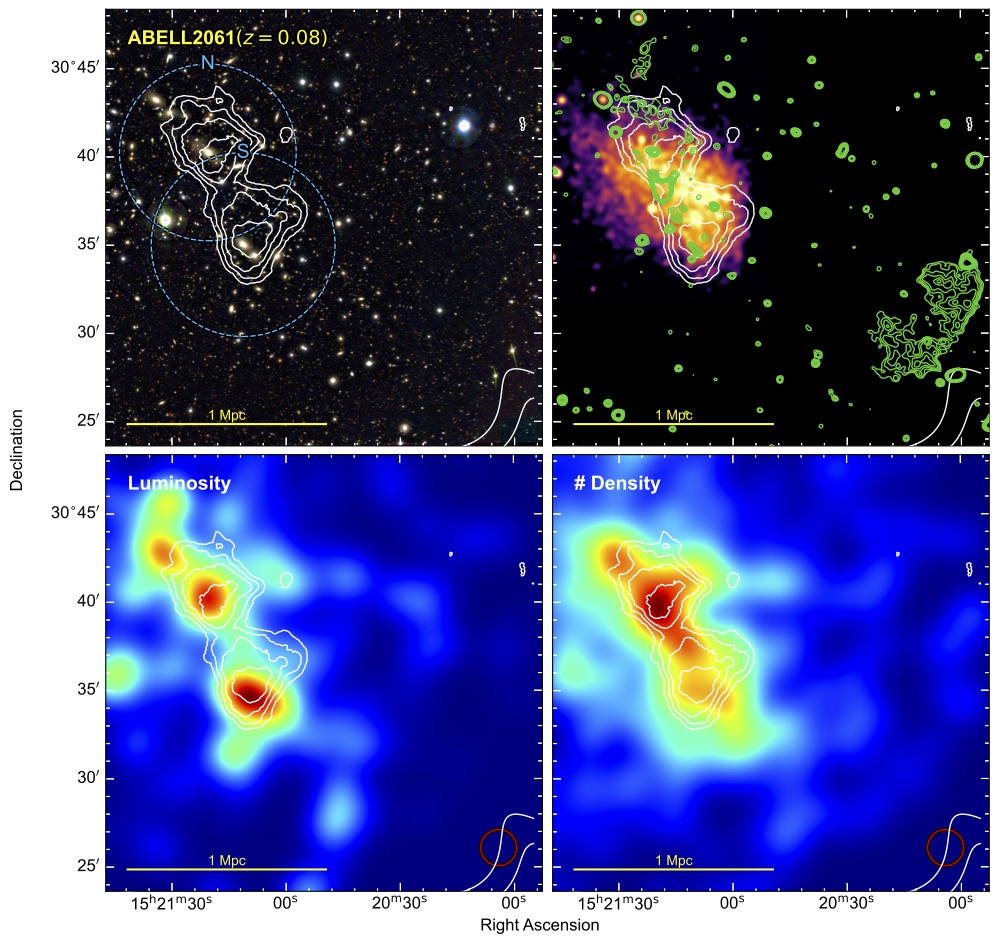 ABELL2061(z = 0.08)
N
S
30°45′
40′
35′
30′
25′
1 Mpc
1 Mpc
Declination
Luminosity
# Density
30°45′
40′
35′
30′
25′
1 Mpc
1 Mpc
15ʰ21ᵐ30ˢ 00ˢ 20ᵐ30ˢ 00ˢ 15ʰ21ᵐ30ˢ 00ˢ 20ᵐ30ˢ 00ˢ
Right Ascension